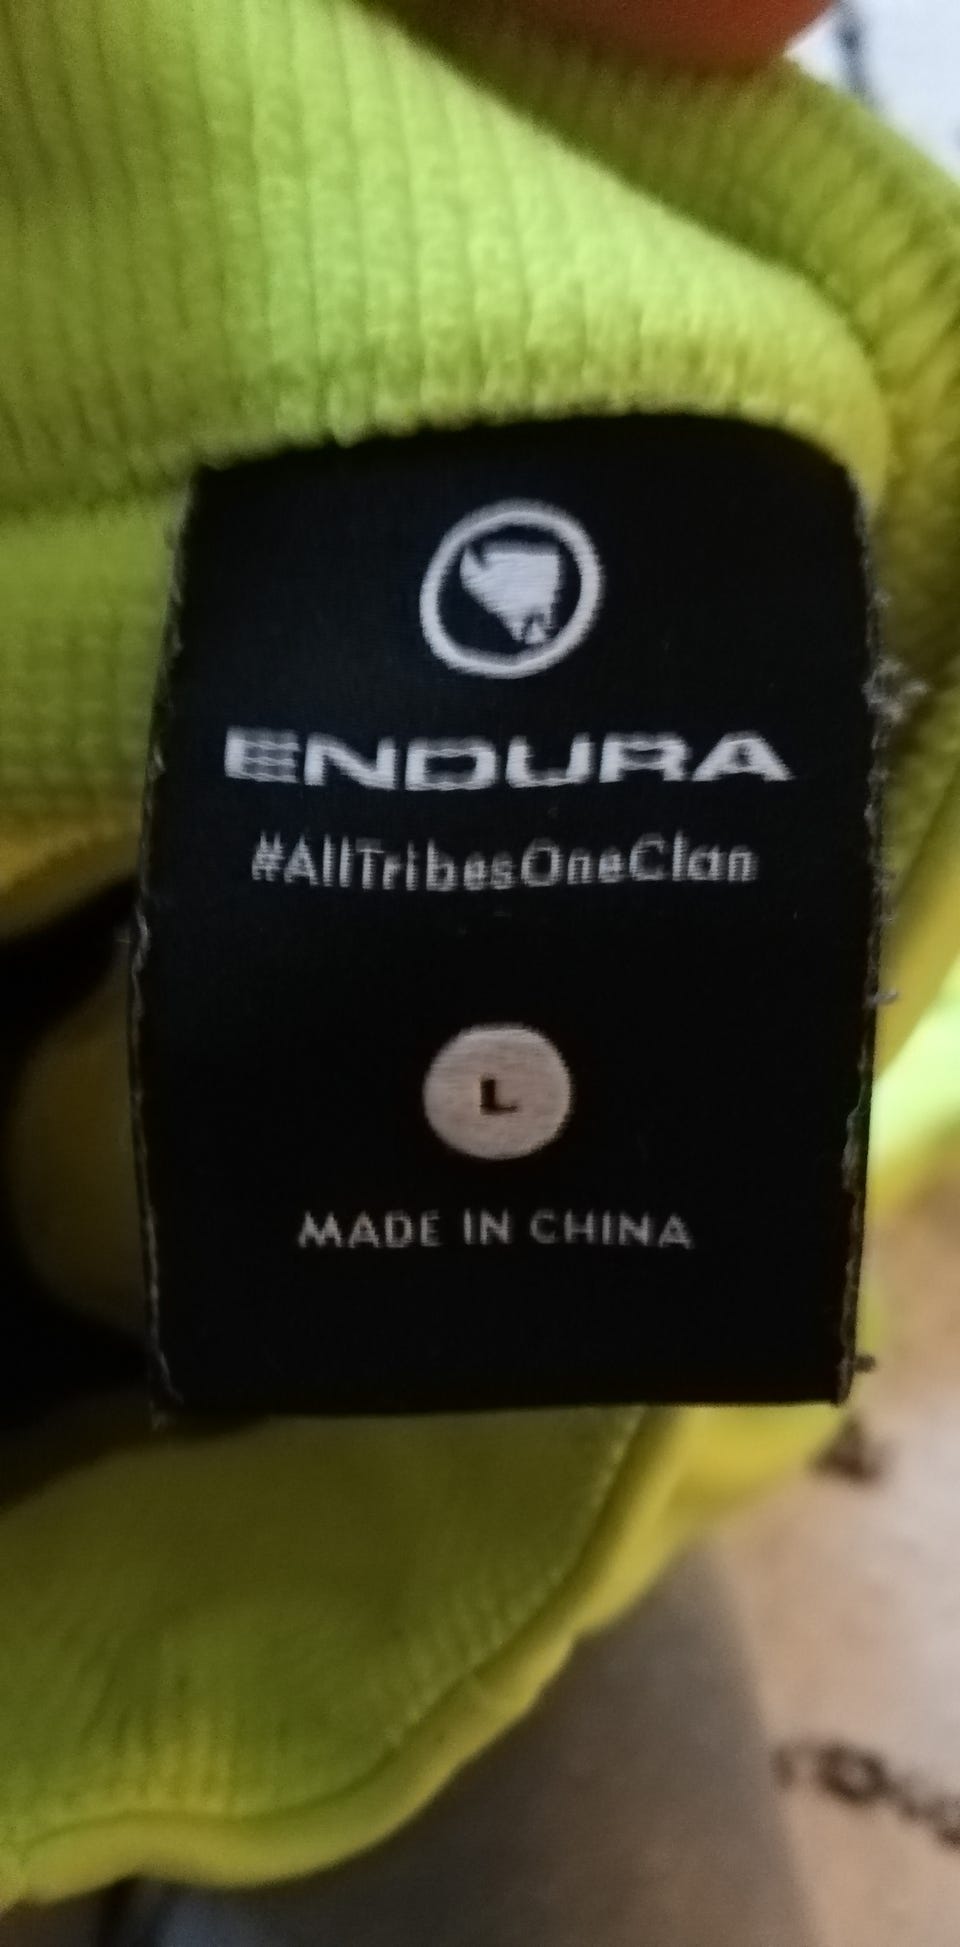 ENDURA
#AllTribesOneClan
L
MADE IN CHINA